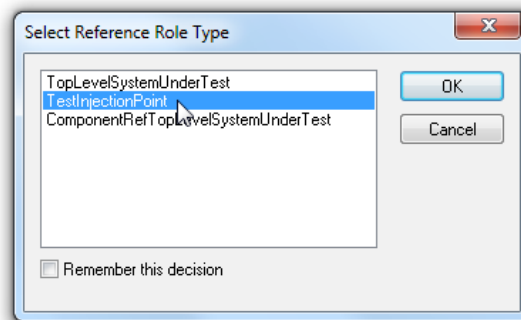 Select Reference Role Type
TopLevelSystemUnderTest
TestInjectionPoint
ComponentRefTopLevelSystemUnderTest
OK
Cancel
Remember this decision